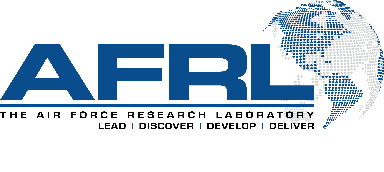 AFRL
THE AIR FORCE RESEARCH LABORATORY
LEAD | DISCOVER | DEVELOP | DELIVER